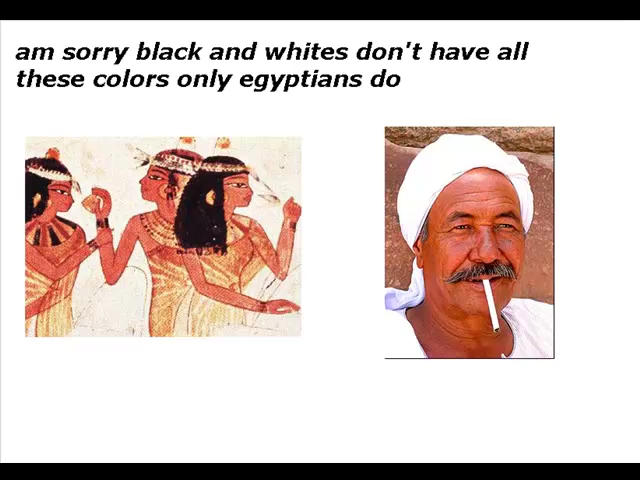 am sorry black and whites don't have all
these colors only egyptians do